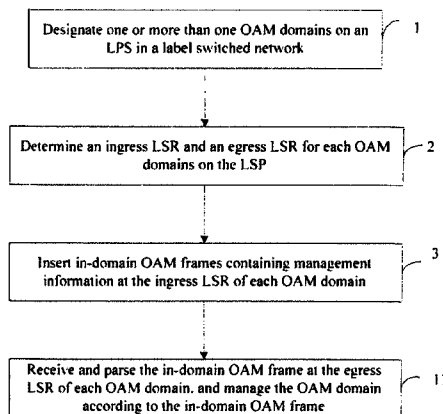 Designate one or more than one OAM domains on an
LPS in a label switched network
1
Determine an ingress LSR and an egress LSR for each OAM
domains on the LSP
2
Insert in-domain OAM frames containing management
information at the ingress LSR of each OAM domain
3
Receive and parse the in-domain OAM frame at the egress
LSR of each OAM domain. and manage the OAM domain
according to the in-domain OAM frame